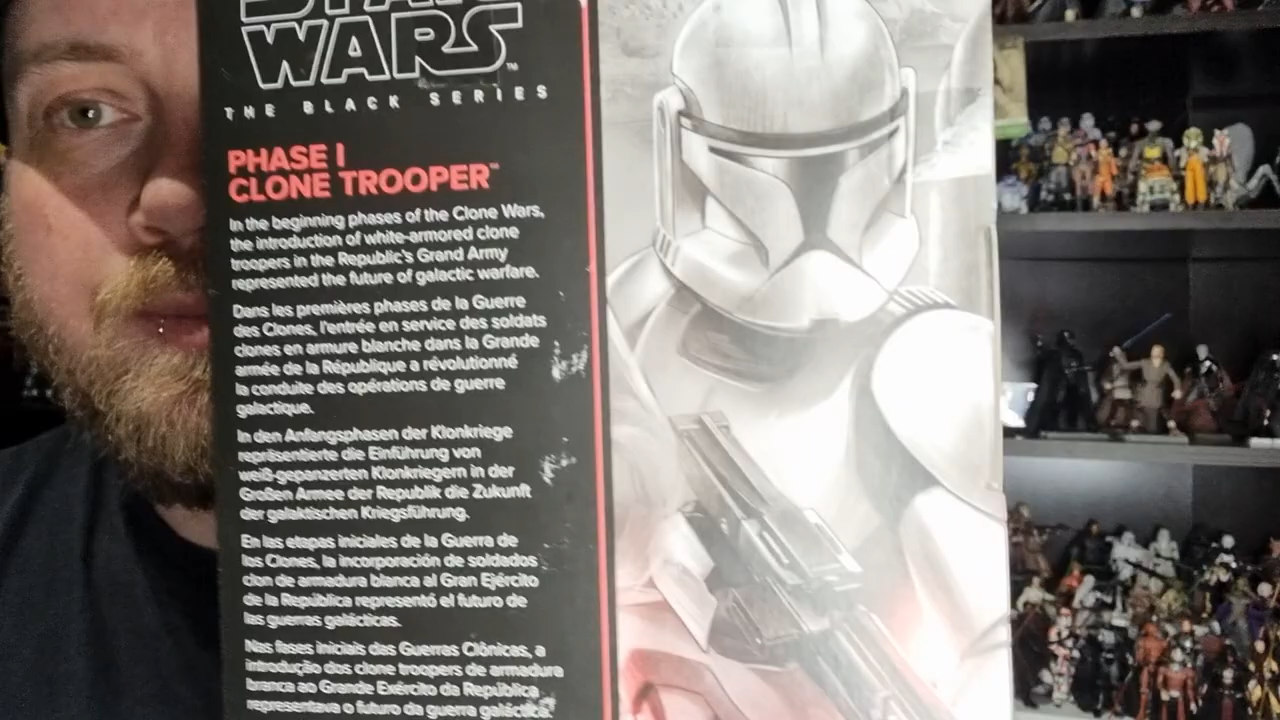 STAR
WARS™
THE BLACK SERIES
PHASE I
CLONE TROOPER™
In the beginning phases of the Clone Wars,
the introduction of white-armored clone
troopers in the Republic's Grand Army
represented the future of galactic warfare.
Dans les premières phases de la Guerre
des Clones, l'entrée en service des soldats
clones en armure blanche dans la Grande
armée de la République a révolutionné
la conduite des opérations de guerre
galactique.
In den Anfangsphasen der Klonkriege
repräsentierte die Einführung von
weiß-gepanzerten Klonkriegern in der
Großen Armee der Republik die Zukunft
der galaktischen Kriegsführung.
En las etapas iniciales de la Guerra de
los Clones, la incorporación de soldados
clon de armadura blanca al Gran Ejército
de la República representó el futuro de
las guerras galácticas.
Nas fases iniciais das Guerras Clônicas, a
introdução dos clone troopers de armadura
branca ao Grande Exército da República
representava o futuro da guerra galáctica.